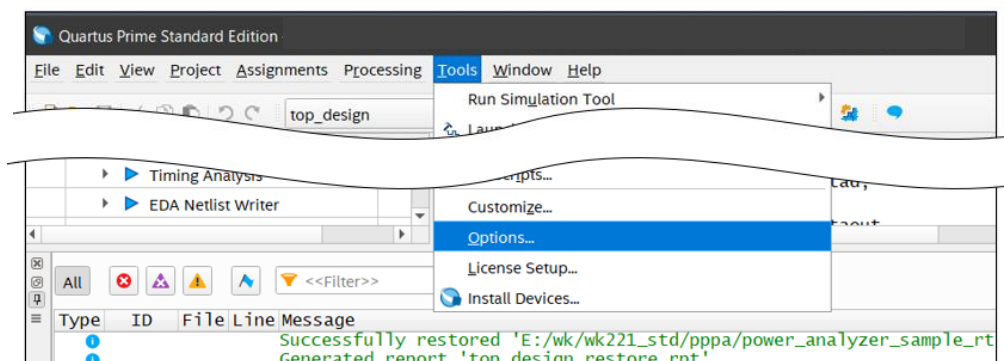 Quartus Prime Standard Edition -
File Edit View Project Assignments Processing Tools Window Help
top_design
Run Simulation Tool
Timing Analysis
EDA Netlist Writer
Customize...
Options...
License Setup...
Install Devices...
All
<<Filter>>
Type ID File Line Message
Successfully restored 'E:/wk/wk221_std/pppa/power_analyzer_sample_rt
Generated report 'top_design.restore.rpt'